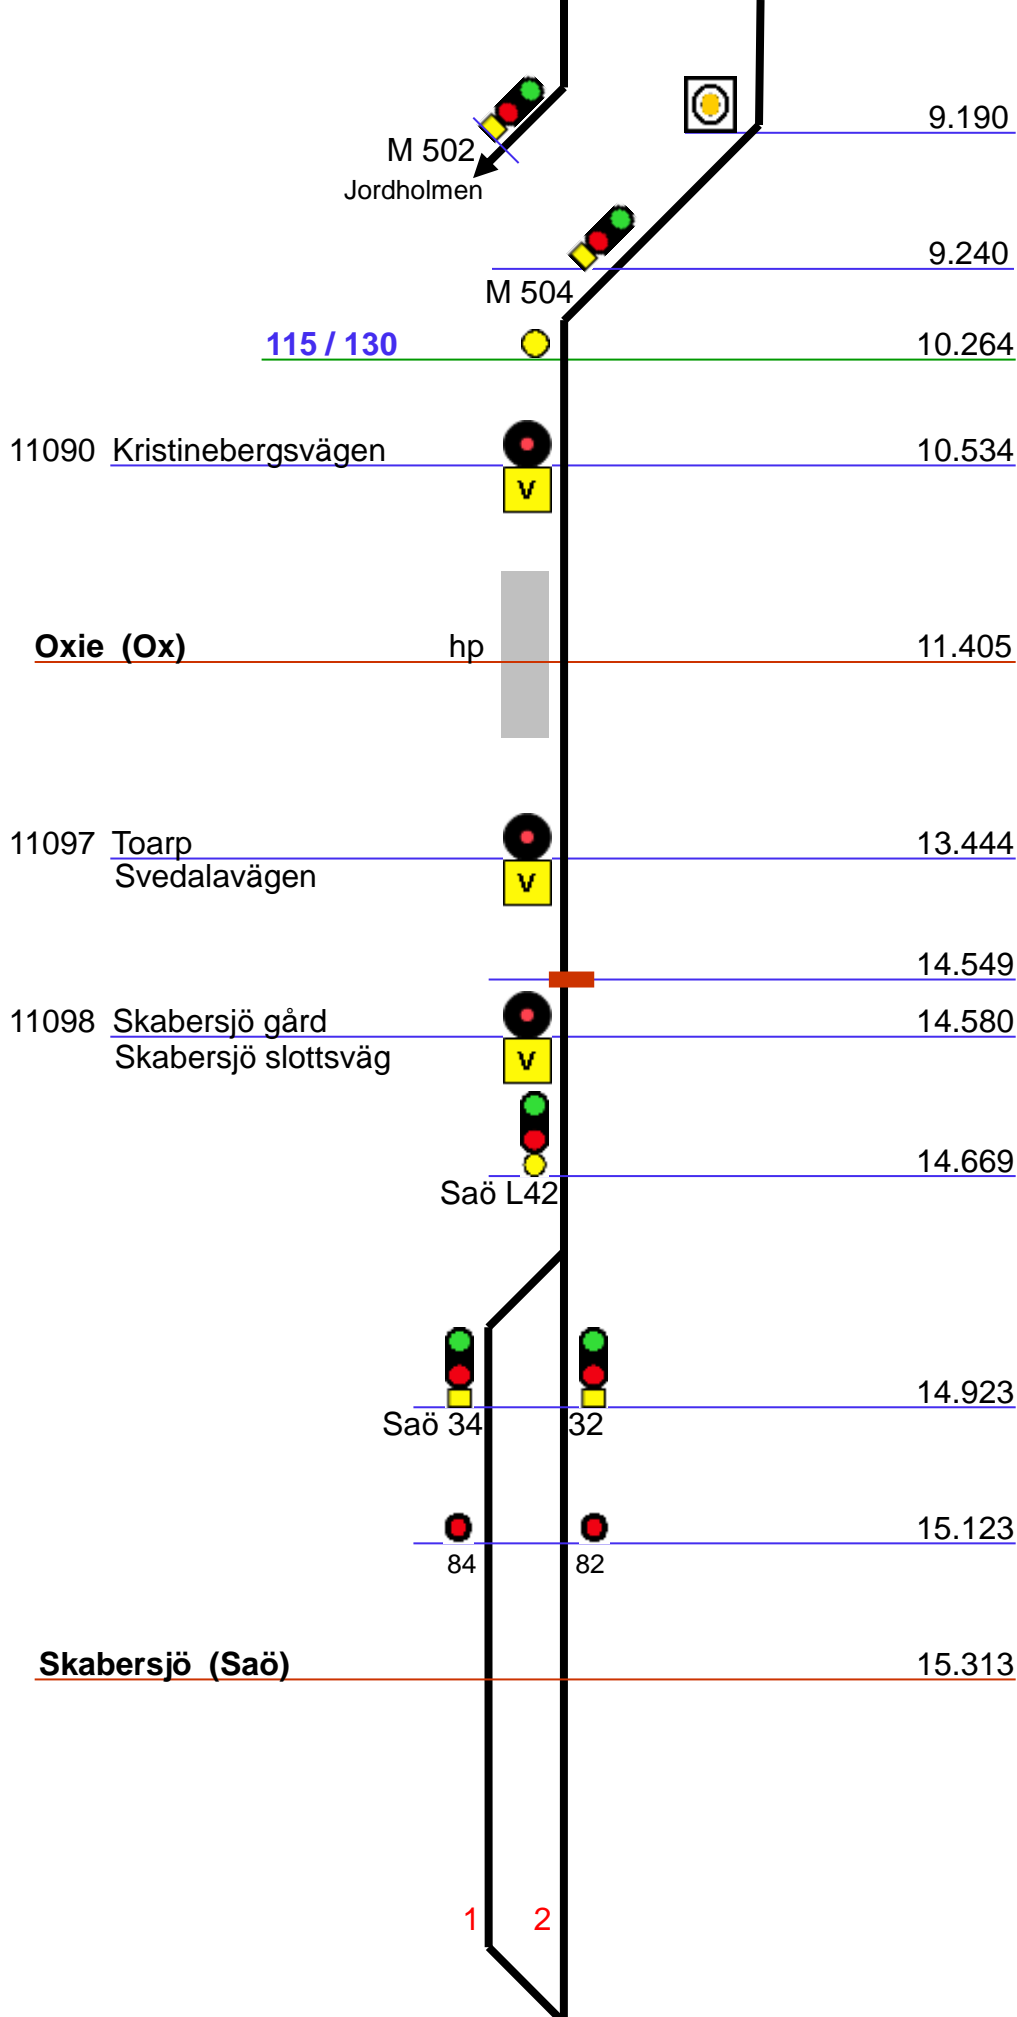 9.190
M 502
Jordholmen
9.240
M 504
115 / 130 10.264
11090 Kristinebergsvägen 10.534
V
Oxie (Ox) hp 11.405
11097 Toarp 13.444
Svedalavägen
V
14.549
11098 Skabersjö gård 14.580
Skabersjö slottsväg
V
14.669
Saö L42
14.923
Saö 34 32
15.123
84 82
Skabersjö (Saö) 15.313
1 2